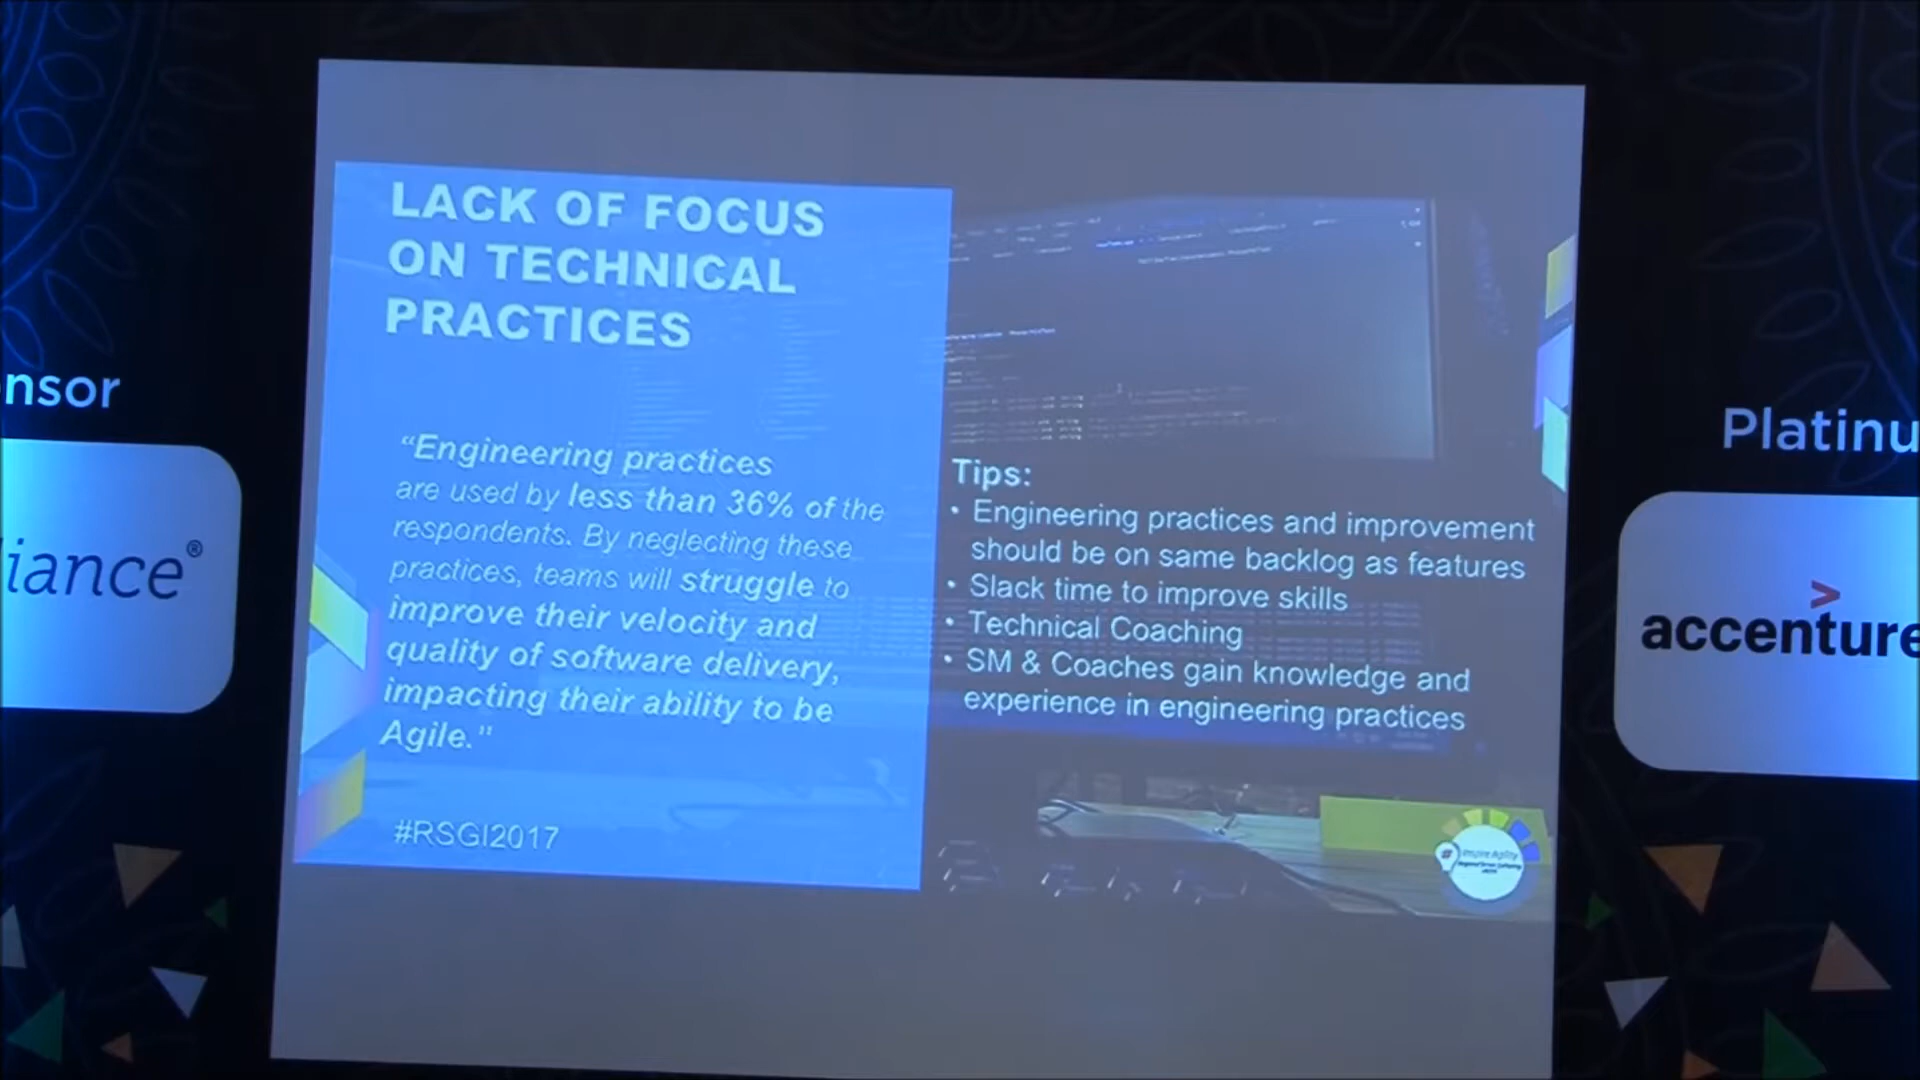 LACK OF FOCUS
ON TECHNICAL
PRACTICES
“Engineering practices
are used by less than 36% of the
respondents. By neglecting these
practices, teams will struggle to
improve their velocity and
quality of software delivery,
impacting their ability to be
Agile."
#RSGI2017
Tips:
• Engineering practices and improvement
should be on same backlog as features
• Slack time to improve skills
• Technical Coaching
• SM & Coaches gain knowledge and
experience in engineering practices
# Inspire Agility
nsor
liance®
Platinu
>
accenture